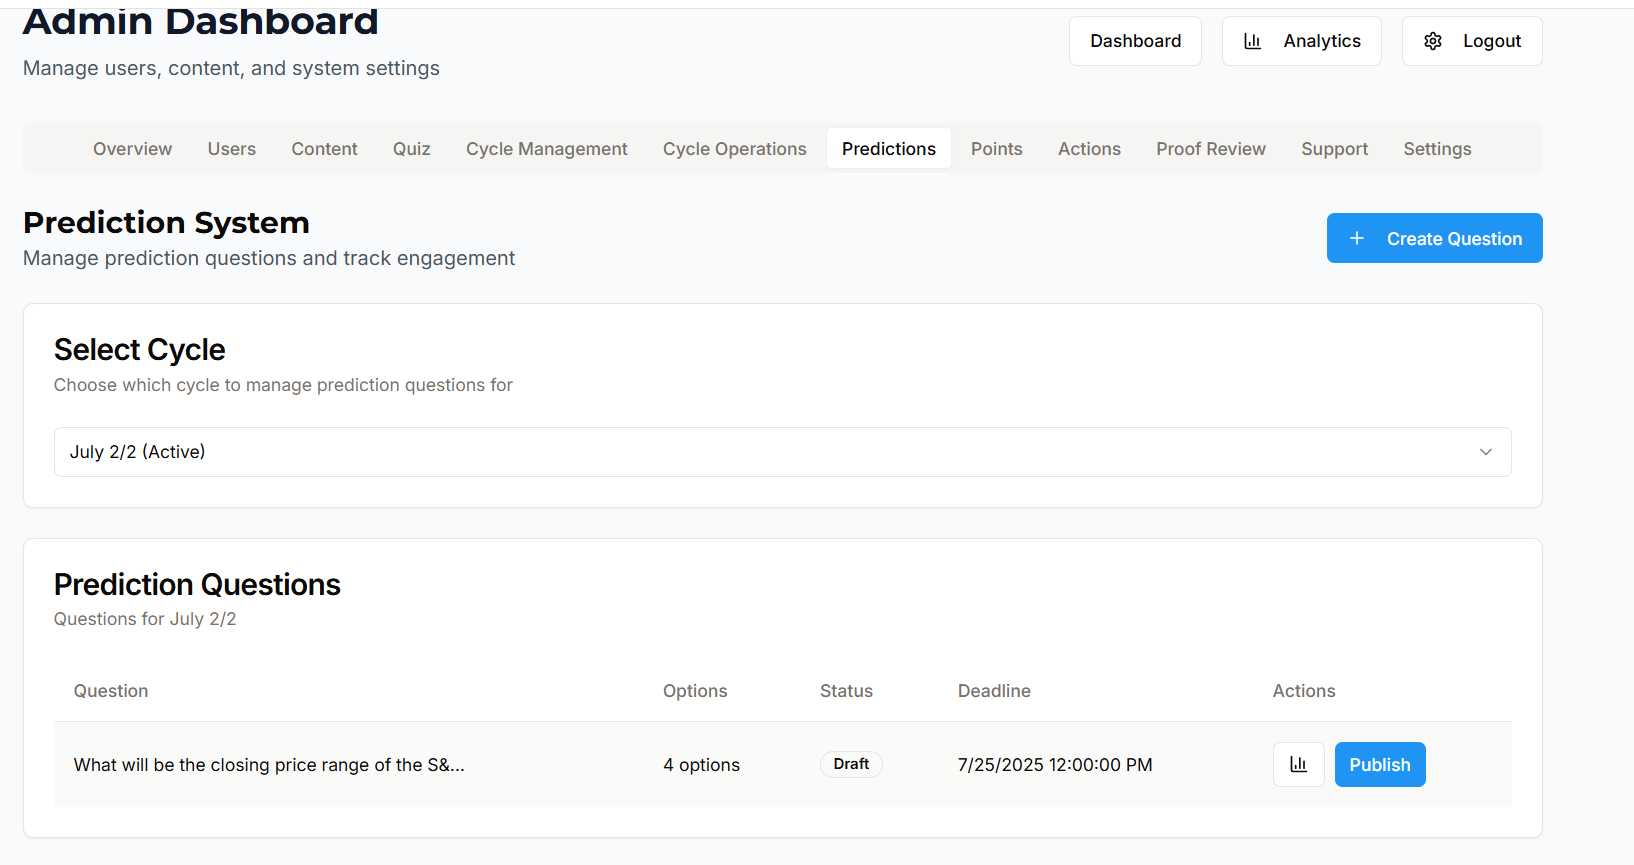 Admin Dashboard
Manage users, content, and system settings
Dashboard Analytics Logout
Overview Users Content Quiz Cycle Management Cycle Operations Predictions Points Actions Proof Review Support Settings
Prediction System
Manage prediction questions and track engagement
+ Create Question
Select Cycle
Choose which cycle to manage prediction questions for
July 2/2 (Active)
Prediction Questions
Questions for July 2/2
Question Options Status Deadline Actions
What will be the closing price range of the S&... 4 options Draft 7/25/2025 12:00:00 PM Publish